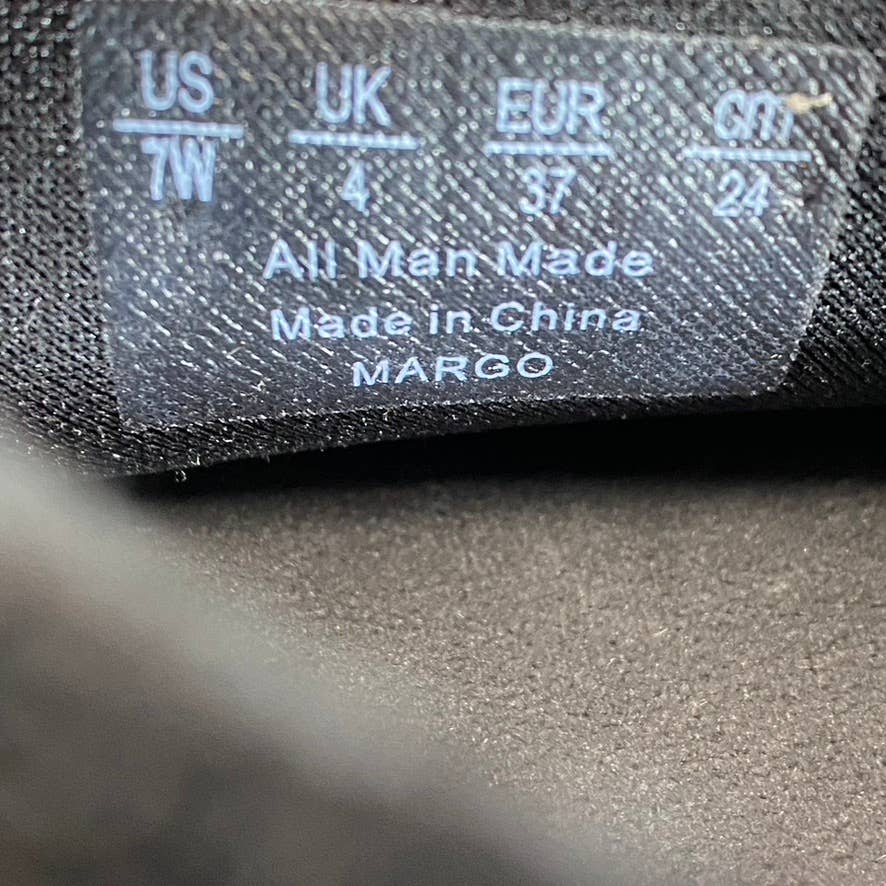 US UK EUR cm
7W 4 37 24
All Man Made
Made in China
MARGO